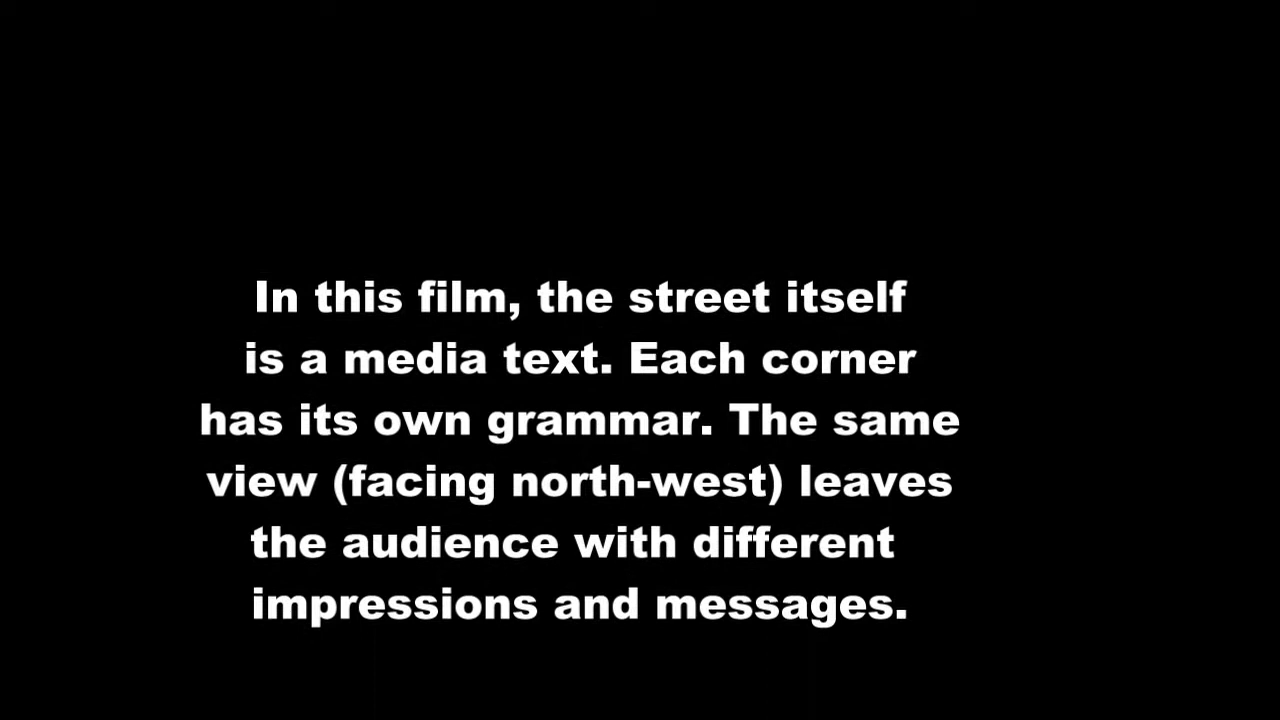 In this film, the street itself
is a media text. Each corner
has its own grammar. The same
view (facing north-west) leaves
the audience with different
impressions and messages.